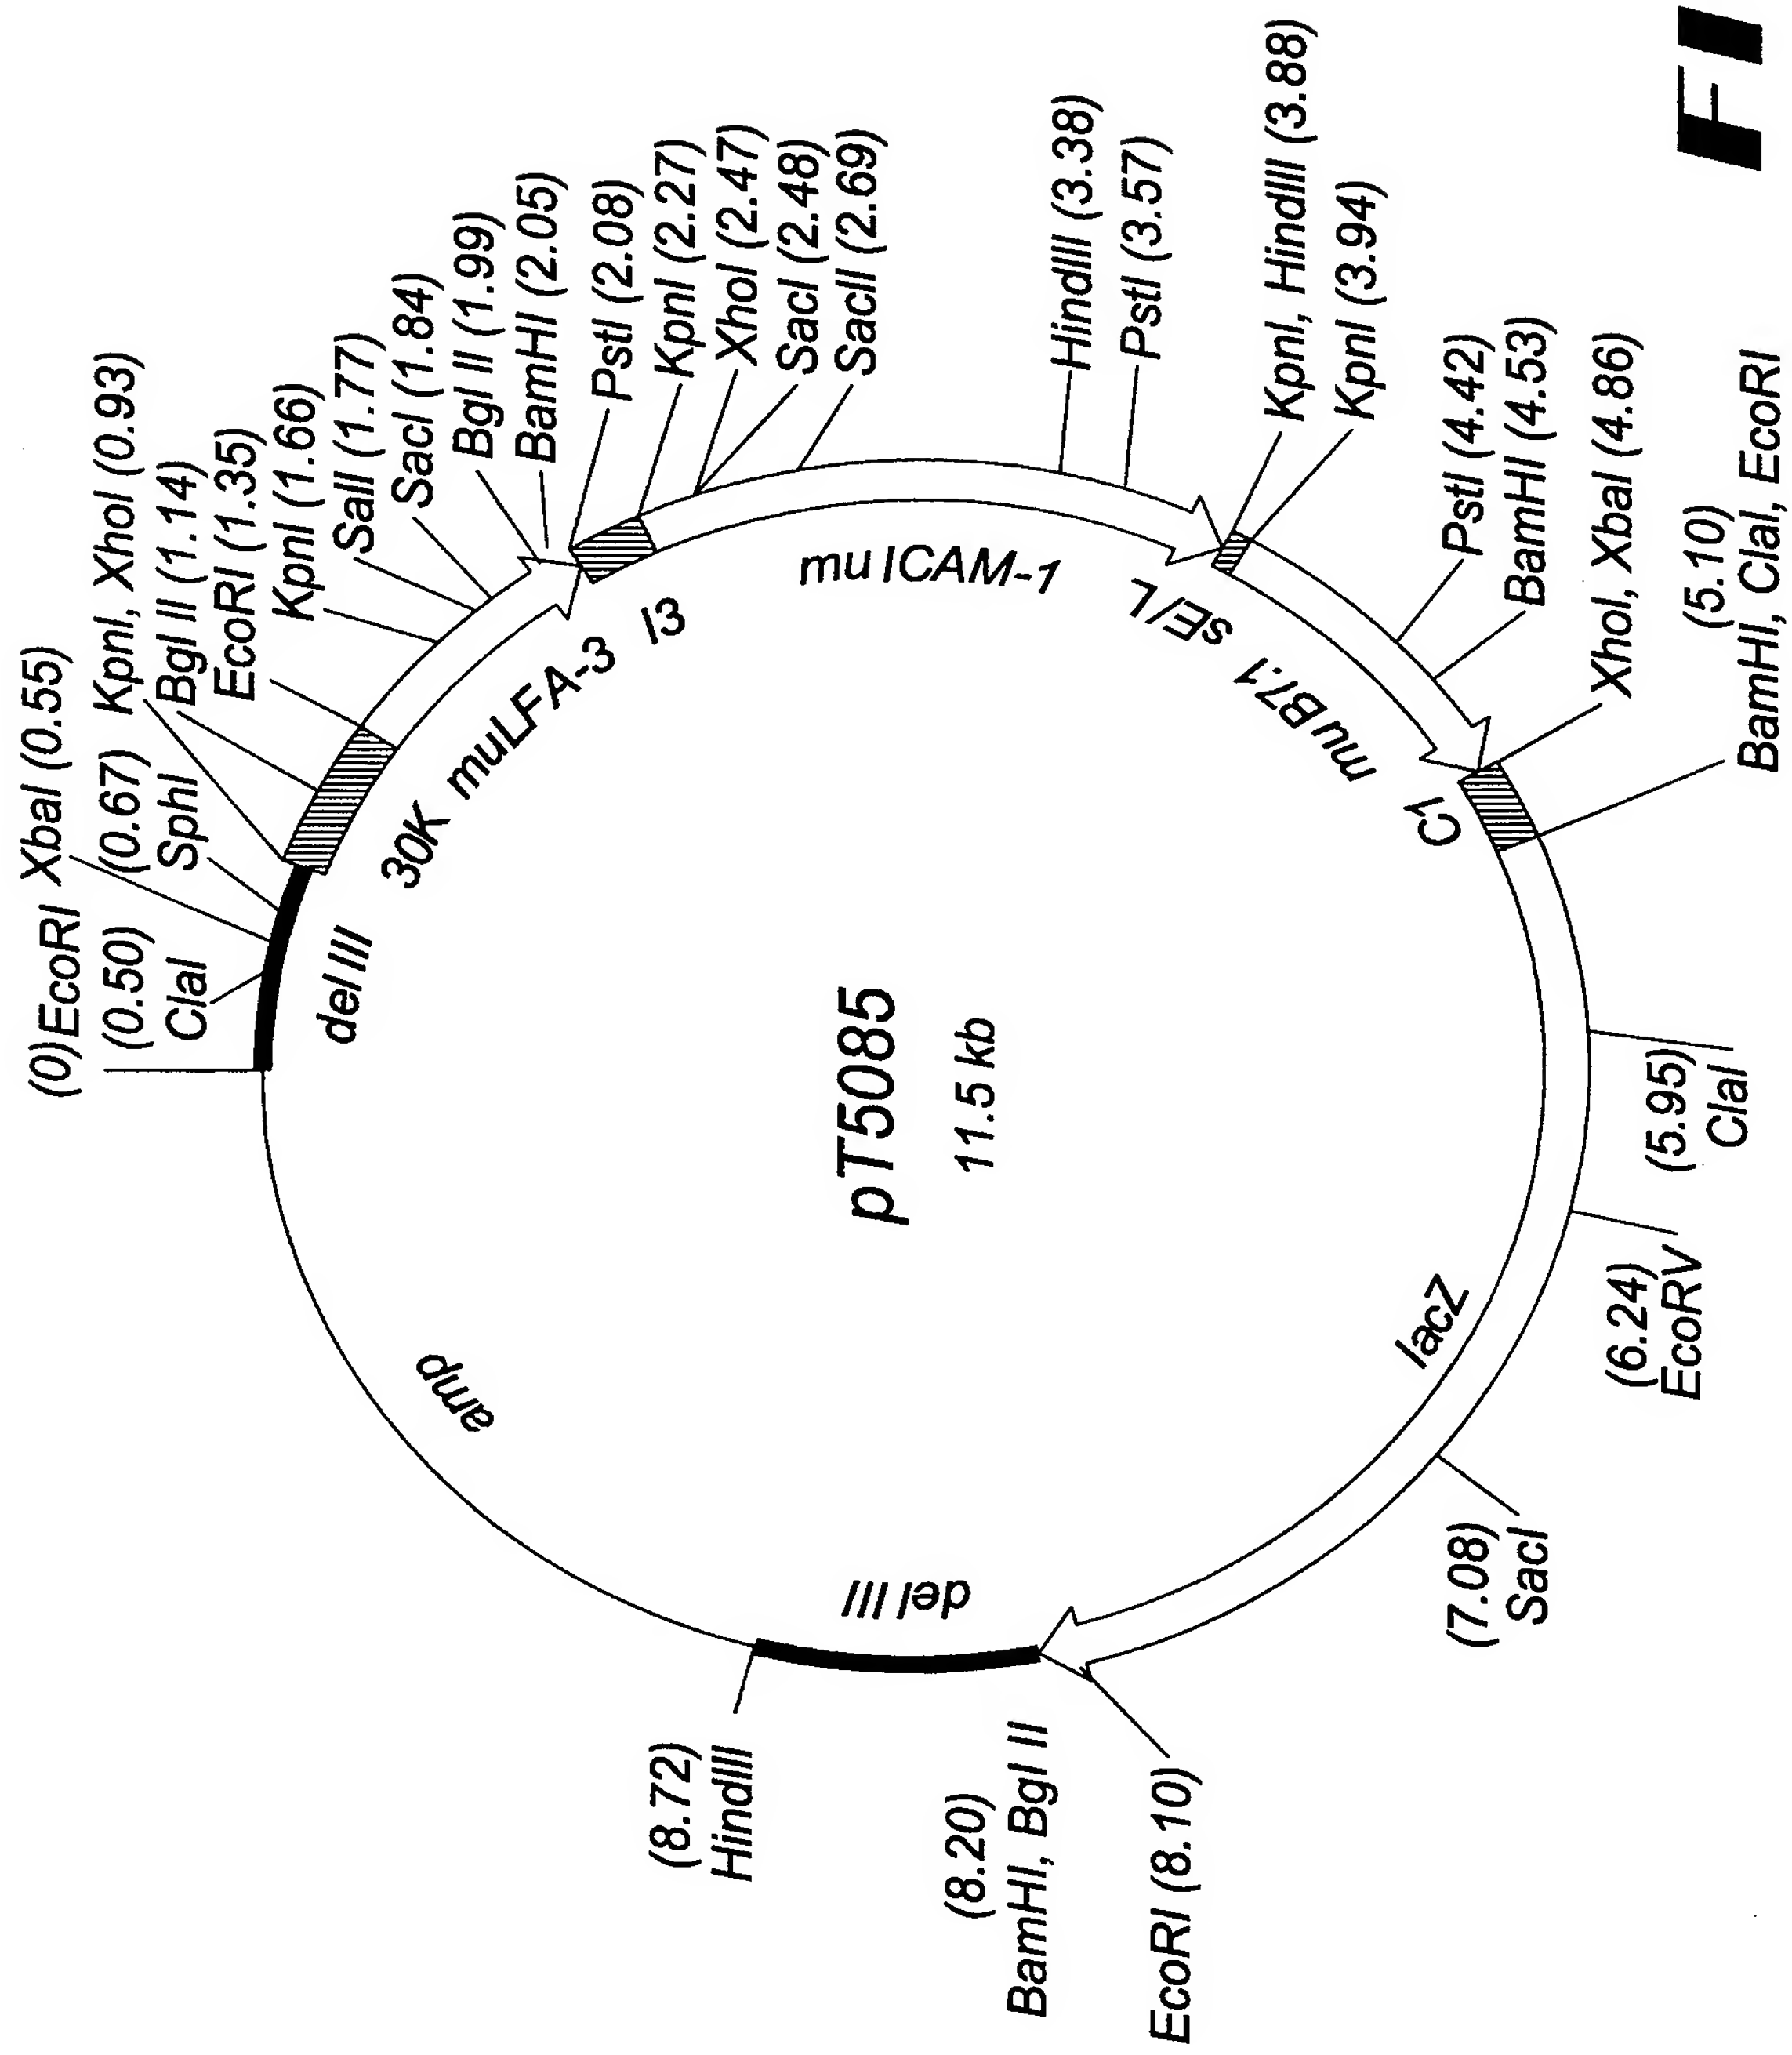 (0)EcoRI XbaI (0.55)
(0.50) (0.67)
ClaI SphI
KpnI, XhoI (0.93)
Bgl II (1.14)
EcoRI (1.35)
KpnI (1.66)
SalI (1.77)
SacI (1.84)
Bgl II (1.99)
BamHI (2.05)
PstI (2.08)
KpnI (2.27)
XhoI (2.47)
SacI (2.48)
SacII (2.69)
HindIII (3.38)
PstI (3.57)
KpnI, HindIII (3.88)
KpnI (3.94)
PstI (4.42)
BamHI (4.53)
XhoI, XbaI (4.86)
(5.10)
BamHI, ClaI, EcoRI
(5.95)
ClaI
(6.24)
EcoRV
(7.08)
SacI
EcoRI (8.10)
(8.20)
BamHI, Bgl II
(8.72)
HindIII
del III
30K
muLFA-3
I3
mu ICAM-1
sE/L
mu B7.1
C1
lacZ
del III
amp
pT5085
11.5 kb
FI